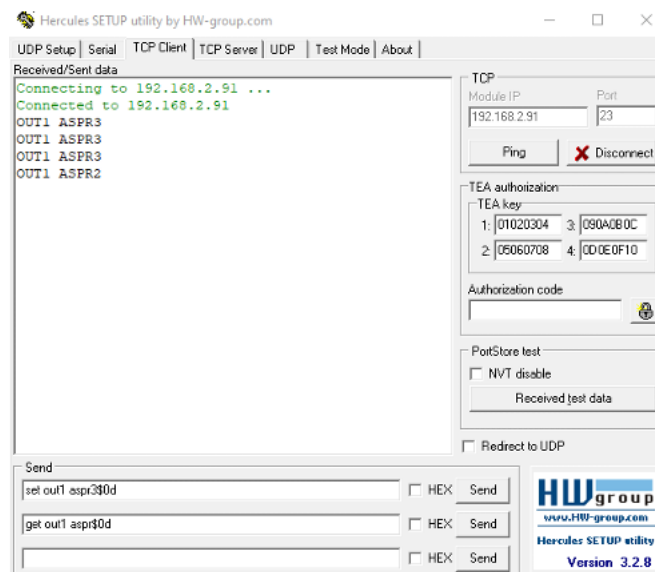 Hercules SETUP utility by HW-group.com
UDP Setup Serial TCP Client TCP Server UDP Test Mode About
Received/Sent data
Connecting to 192.168.2.91 ...
Connected to 192.168.2.91
OUT1 ASPR3
OUT1 ASPR3
OUT1 ASPR3
OUT1 ASPR2
TCP
Module IP Port
192.168.2.91 23
Ping Disconnect
TEA authorization
TEA key
1: 01020304 3: 090A0B0C
2: 05060708 4: 0D0E0F10
Authorization code
PortStore test
NVT disable
Received test data
Redirect to UDP
Send
set out1 aspr3$0d HEX Send
get out1 aspr$0d HEX Send
HEX Send
HW group
www.HW-group.com
Hercules SETUP utility
Version 3.2.8